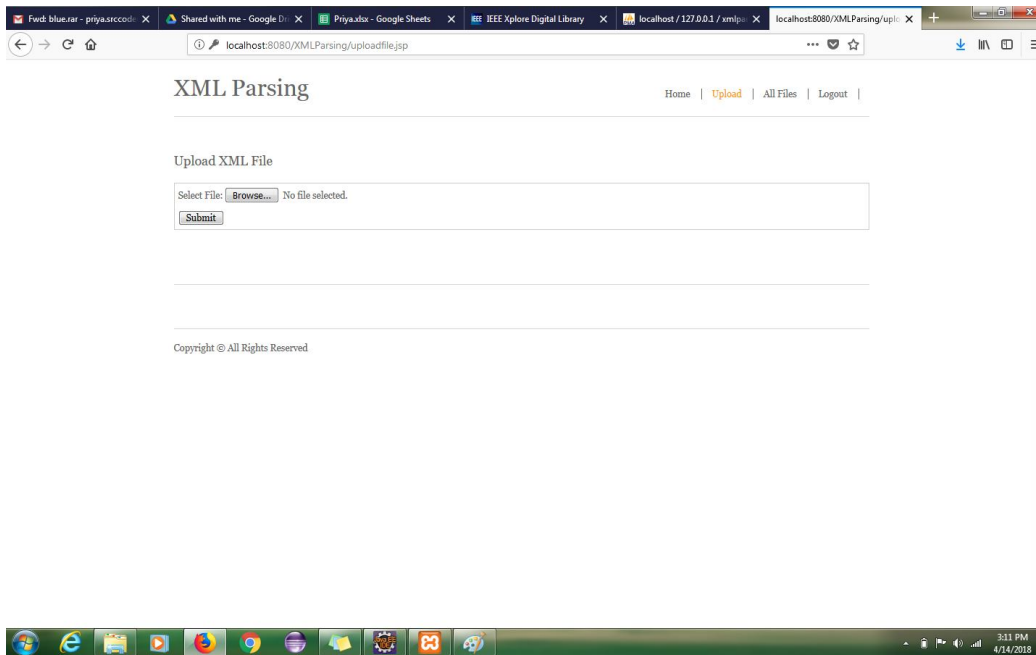 Fwd: blue.rar - priya.srccode
Shared with me - Google Dri
Priya.xlsx - Google Sheets
IEEE IEEE Xplore Digital Library
localhost / 127.0.0.1 / xmlpa
localhost:8080/XMLParsing/uplo
localhost:8080/XMLParsing/uploadfile.jsp
XML Parsing
Home | Upload | All Files | Logout |
Upload XML File
Select File: Browse... No file selected.
Submit
Copyright © All Rights Reserved
3:11 PM
4/14/2018